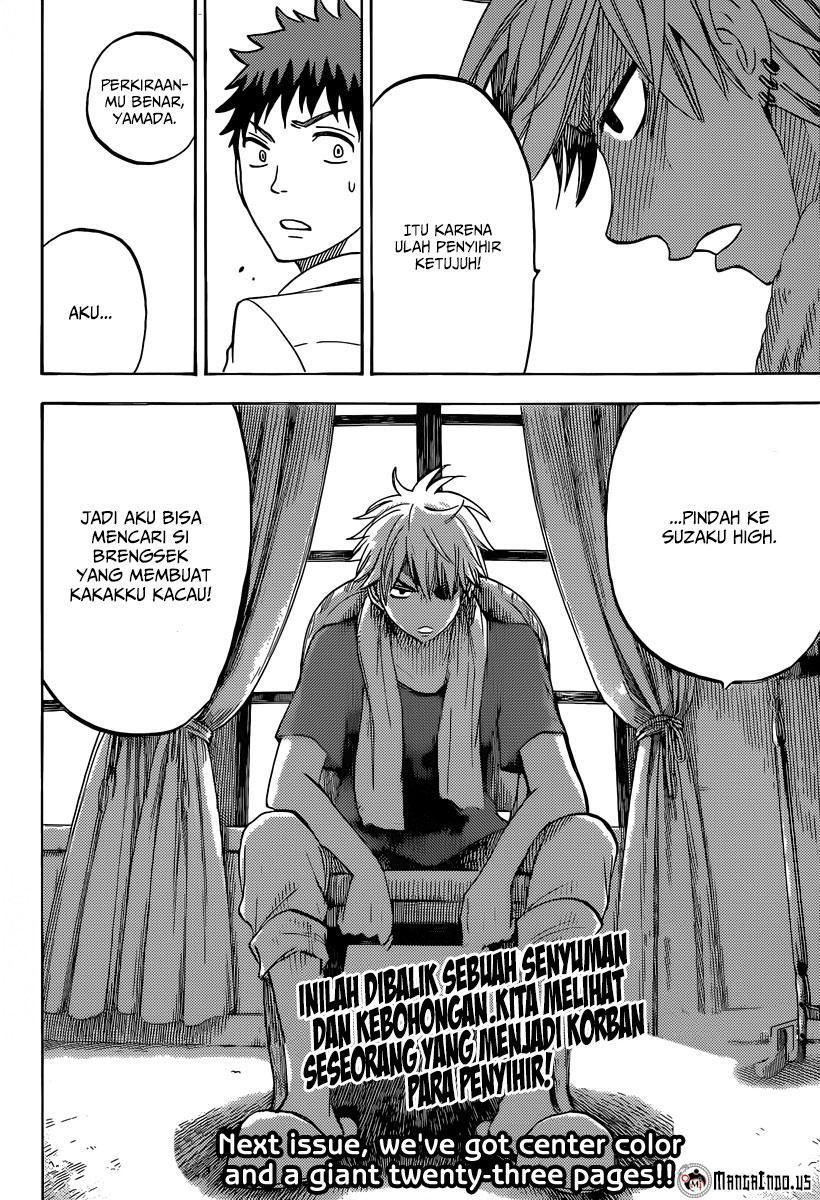 ITU KARENA
ULAH PENYIHIR
KETUJUH!
PERKIRAAN-
MU BENAR,
YAMADA.
AKU...
...PINDAH KE
SUZAKU HIGH.
JADI AKU BISA
MENCARI SI
BRENGSEK
YANG MEMBUAT
KAKAKKU KACAU!
INILAH DIBALIK SEBUAH SENYUMAN
DAN KEBOHONGAN. KITA MELIHAT
SESEORANG YANG MENJADI KORBAN
PARA PENYIHIR!
Next issue, we've got center color
and a giant twenty-three pages!!
MangaIndo.us